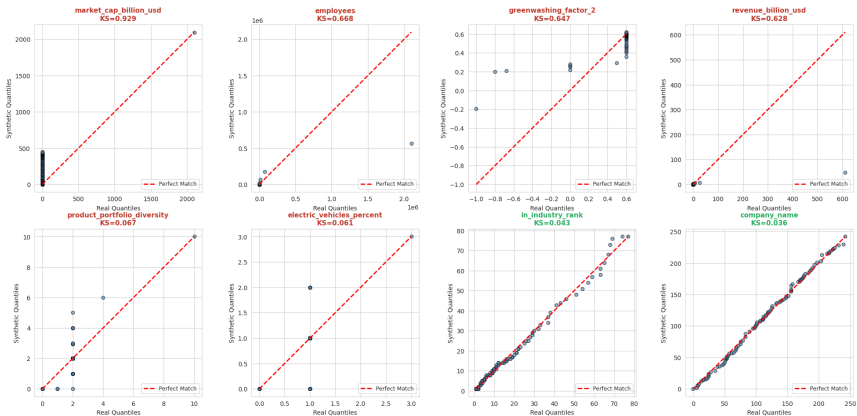 market_cap_billion_usd
KS=0.929
2000
1500
1000
500
0
Synthetic Quantiles
0
500
1000
1500
2000
Real Quantiles
Perfect Match
employees
KS=0.668
1e6
2.0
1.5
1.0
0.5
0.0
Synthetic Quantiles
0.0
0.5
1.0
1.5
2.0
1e6
Real Quantiles
Perfect Match
greenwashing_factor_2
KS=0.647
0.6
0.4
0.2
0.0
−0.2
−0.4
−0.6
−0.8
−1.0
Synthetic Quantiles
−1.0
−0.8
−0.6
−0.4
−0.2
0.0
0.2
0.4
0.6
Real Quantiles
Perfect Match
revenue_billion_usd
KS=0.628
600
500
400
300
200
100
0
Synthetic Quantiles
0
100
200
300
400
500
600
Real Quantiles
Perfect Match
product_portfolio_diversity
KS=0.067
10
8
6
4
2
0
Synthetic Quantiles
0
2
4
6
8
10
Real Quantiles
Perfect Match
electric_vehicles_percent
KS=0.061
3.0
2.5
2.0
1.5
1.0
0.5
0.0
Synthetic Quantiles
0.0
0.5
1.0
1.5
2.0
2.5
3.0
Real Quantiles
Perfect Match
in_industry_rank
KS=0.043
80
70
60
50
40
30
20
10
0
Synthetic Quantiles
0
10
20
30
40
50
60
70
80
Real Quantiles
Perfect Match
company_name
KS=0.036
250
200
150
100
50
0
Synthetic Quantiles
0
50
100
150
200
250
Real Quantiles
Perfect Match